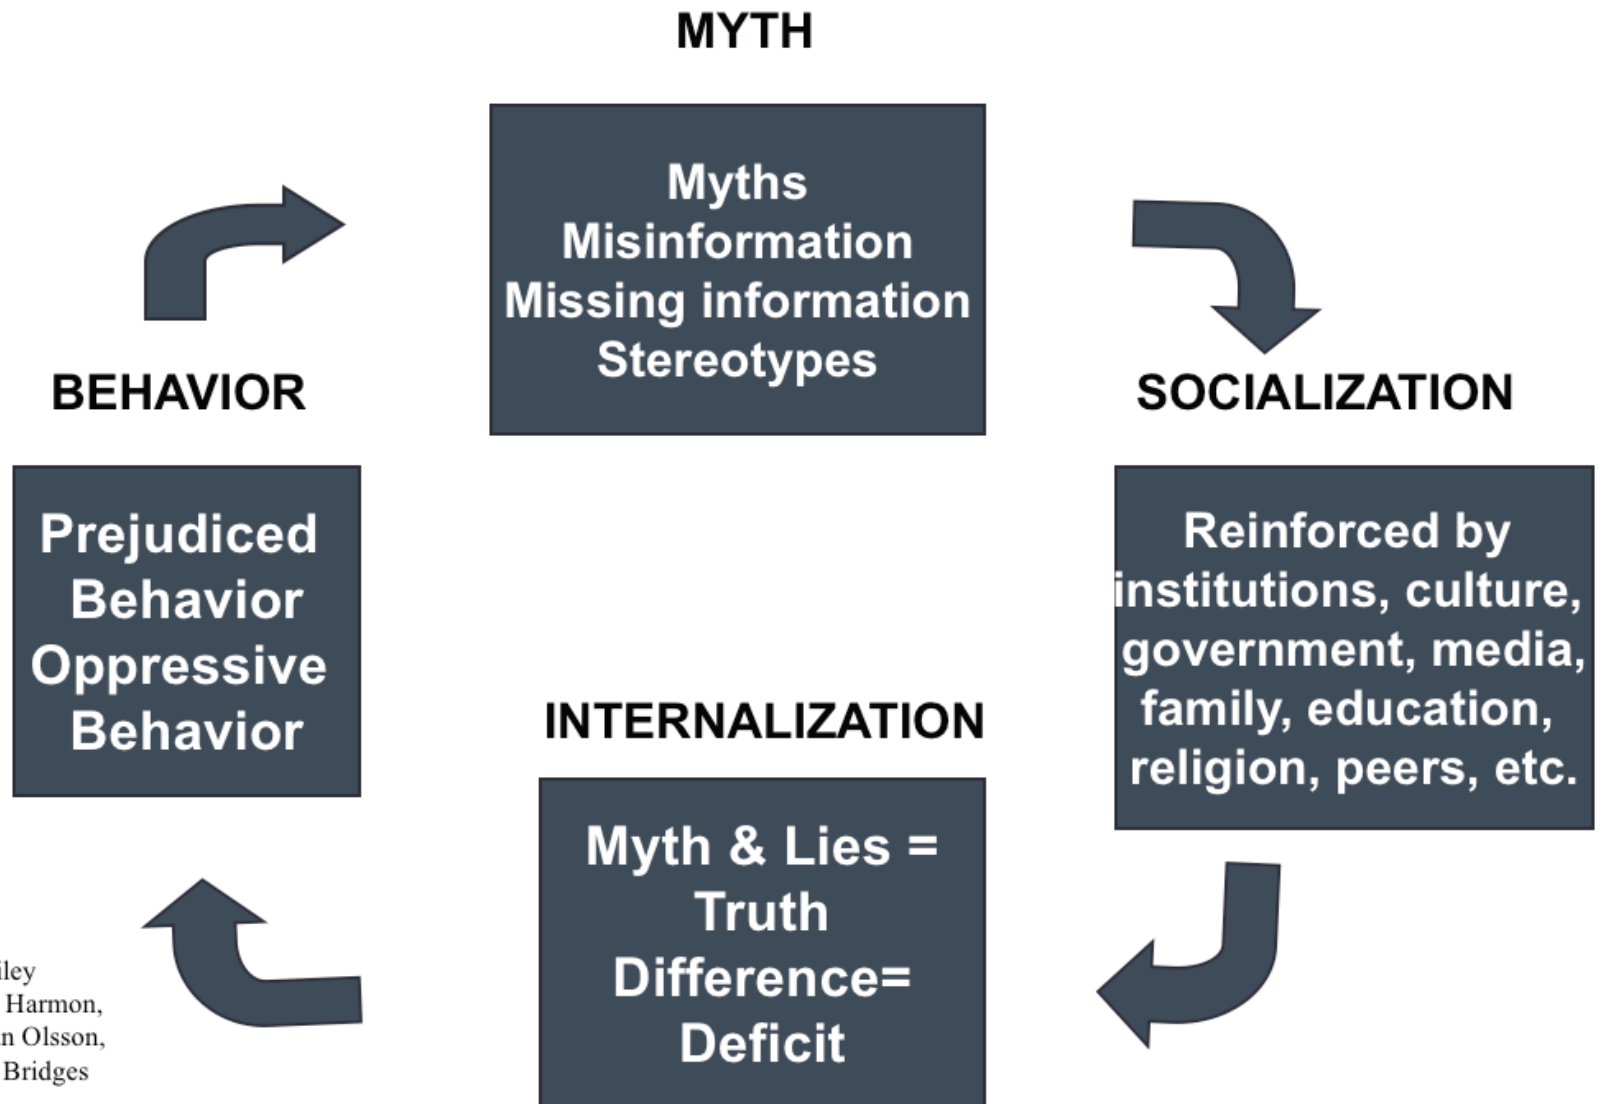 MYTH
Myths
Misinformation
Missing information
Stereotypes
SOCIALIZATION
Reinforced by
institutions, culture,
government, media,
family, education,
religion, peers, etc.
INTERNALIZATION
Myth & Lies =
Truth
Difference=
Deficit
BEHAVIOR
Prejudiced
Behavior
Oppressive
Behavior
Harmon,
Olsson,
Bridges